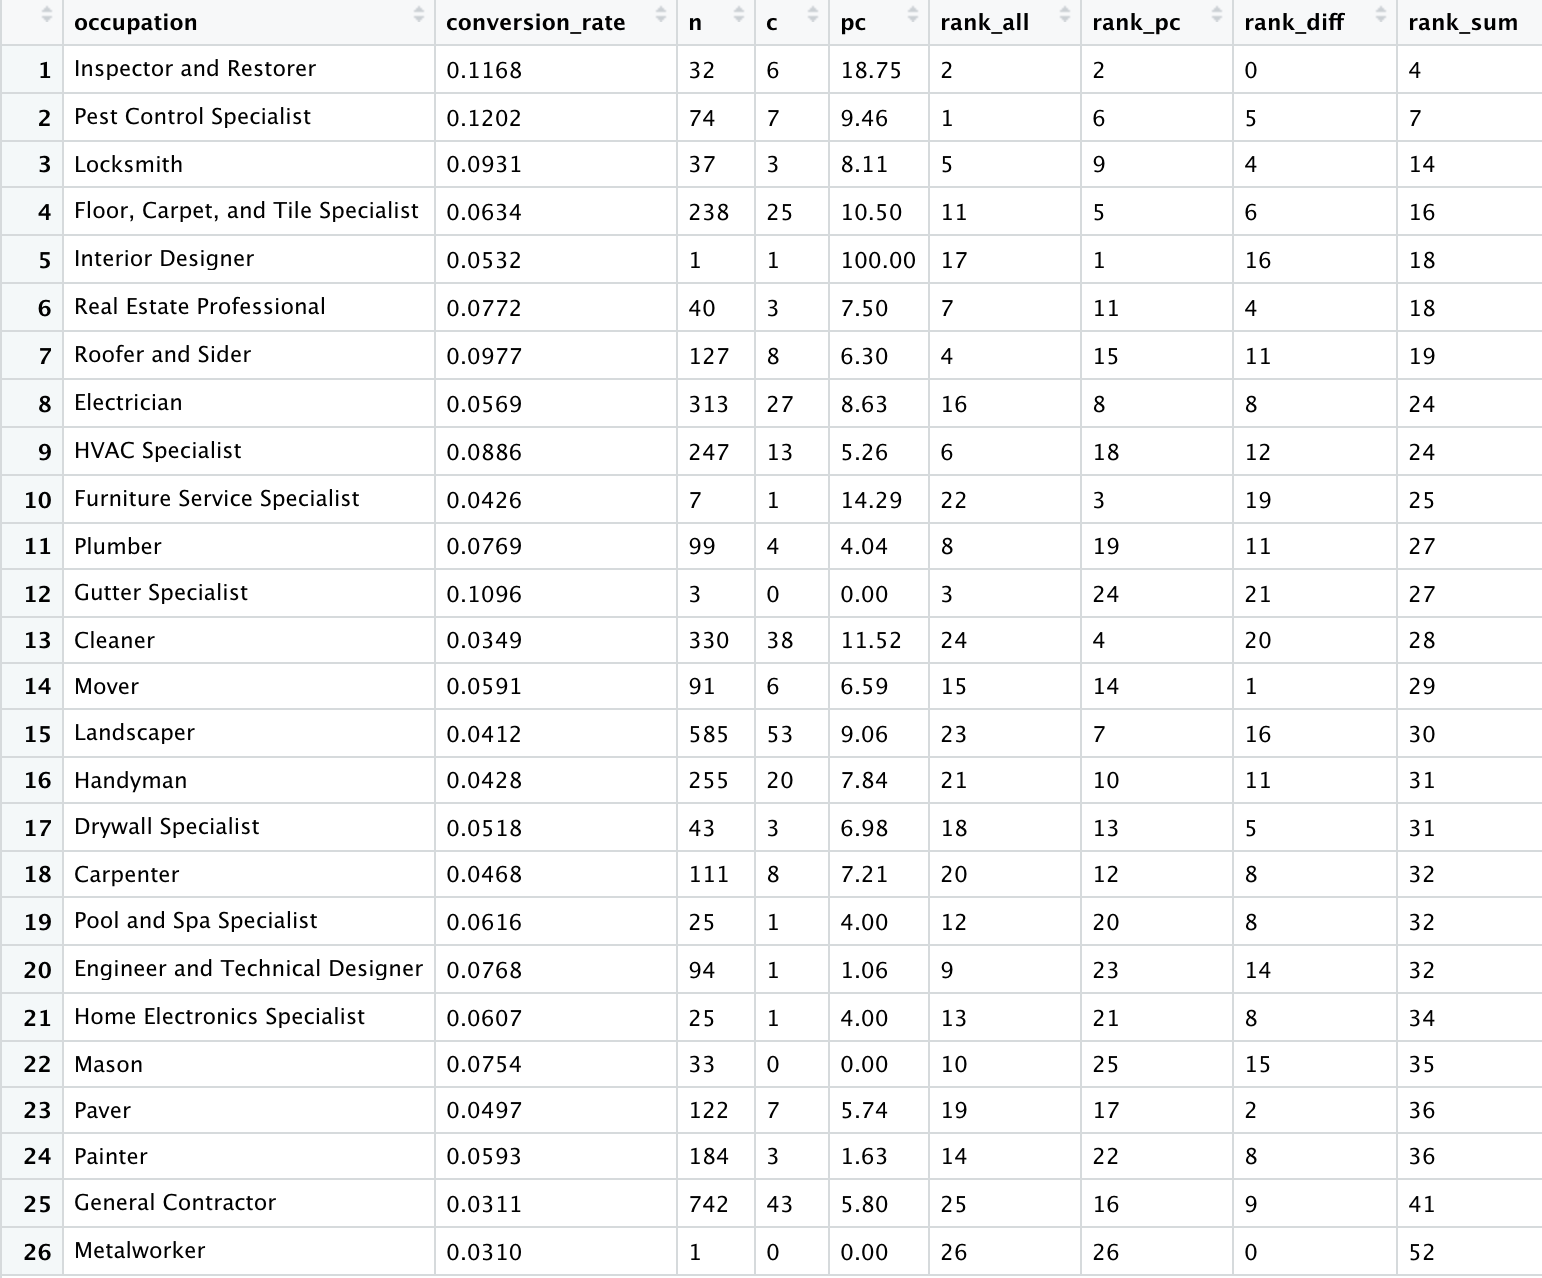 occupation conversion_rate n c pc rank_all rank_pc rank_diff rank_sum
1 Inspector and Restorer 0.1168 32 6 18.75 2 2 0 4
2 Pest Control Specialist 0.1202 74 7 9.46 1 6 5 7
3 Locksmith 0.0931 37 3 8.11 5 9 4 14
4 Floor, Carpet, and Tile Specialist 0.0634 238 25 10.50 11 5 6 16
5 Interior Designer 0.0532 1 1 100.00 17 1 16 18
6 Real Estate Professional 0.0772 40 3 7.50 7 11 4 18
7 Roofer and Sider 0.0977 127 8 6.30 4 15 11 19
8 Electrician 0.0569 313 27 8.63 16 8 8 24
9 HVAC Specialist 0.0886 247 13 5.26 6 18 12 24
10 Furniture Service Specialist 0.0426 7 1 14.29 22 3 19 25
11 Plumber 0.0769 99 4 4.04 8 19 11 27
12 Gutter Specialist 0.1096 3 0 0.00 3 24 21 27
13 Cleaner 0.0349 330 38 11.52 24 4 20 28
14 Mover 0.0591 91 6 6.59 15 14 1 29
15 Landscaper 0.0412 585 53 9.06 23 7 16 30
16 Handyman 0.0428 255 20 7.84 21 10 11 31
17 Drywall Specialist 0.0518 43 3 6.98 18 13 5 31
18 Carpenter 0.0468 111 8 7.21 20 12 8 32
19 Pool and Spa Specialist 0.0616 25 1 4.00 12 20 8 32
20 Engineer and Technical Designer 0.0768 94 1 1.06 9 23 14 32
21 Home Electronics Specialist 0.0607 25 1 4.00 13 21 8 34
22 Mason 0.0754 33 0 0.00 10 25 15 35
23 Paver 0.0497 122 7 5.74 19 17 2 36
24 Painter 0.0593 184 3 1.63 14 22 8 36
25 General Contractor 0.0311 742 43 5.80 25 16 9 41
26 Metalworker 0.0310 1 0 0.00 26 26 0 52